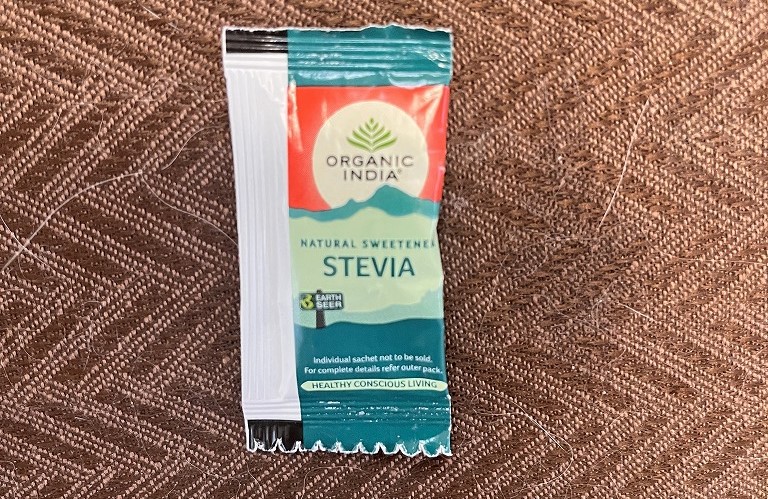 ORGANIC
INDIA®
NATURAL SWEETENER
STEVIA
EARTH
SEER
Individual sachet not to be sold.
For complete details refer outer pack.
HEALTHY CONSCIOUS LIVING